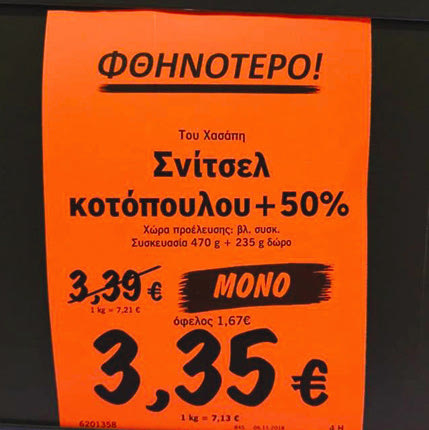 ΦΘΗΝΟΤΕΡΟ!
Του Χασάπη
Σνίτσελ
κοτόπουλου+50%
Χώρα προέλευσης: βλ. συσκ.
Συσκευασία 470 g + 235 g δώρο
3,39 € ΜΟΝΟ
1 kg = 7,21 €
όφελος 1,67€
3,35 €
1 kg = 7,13 €
6201358 4 H